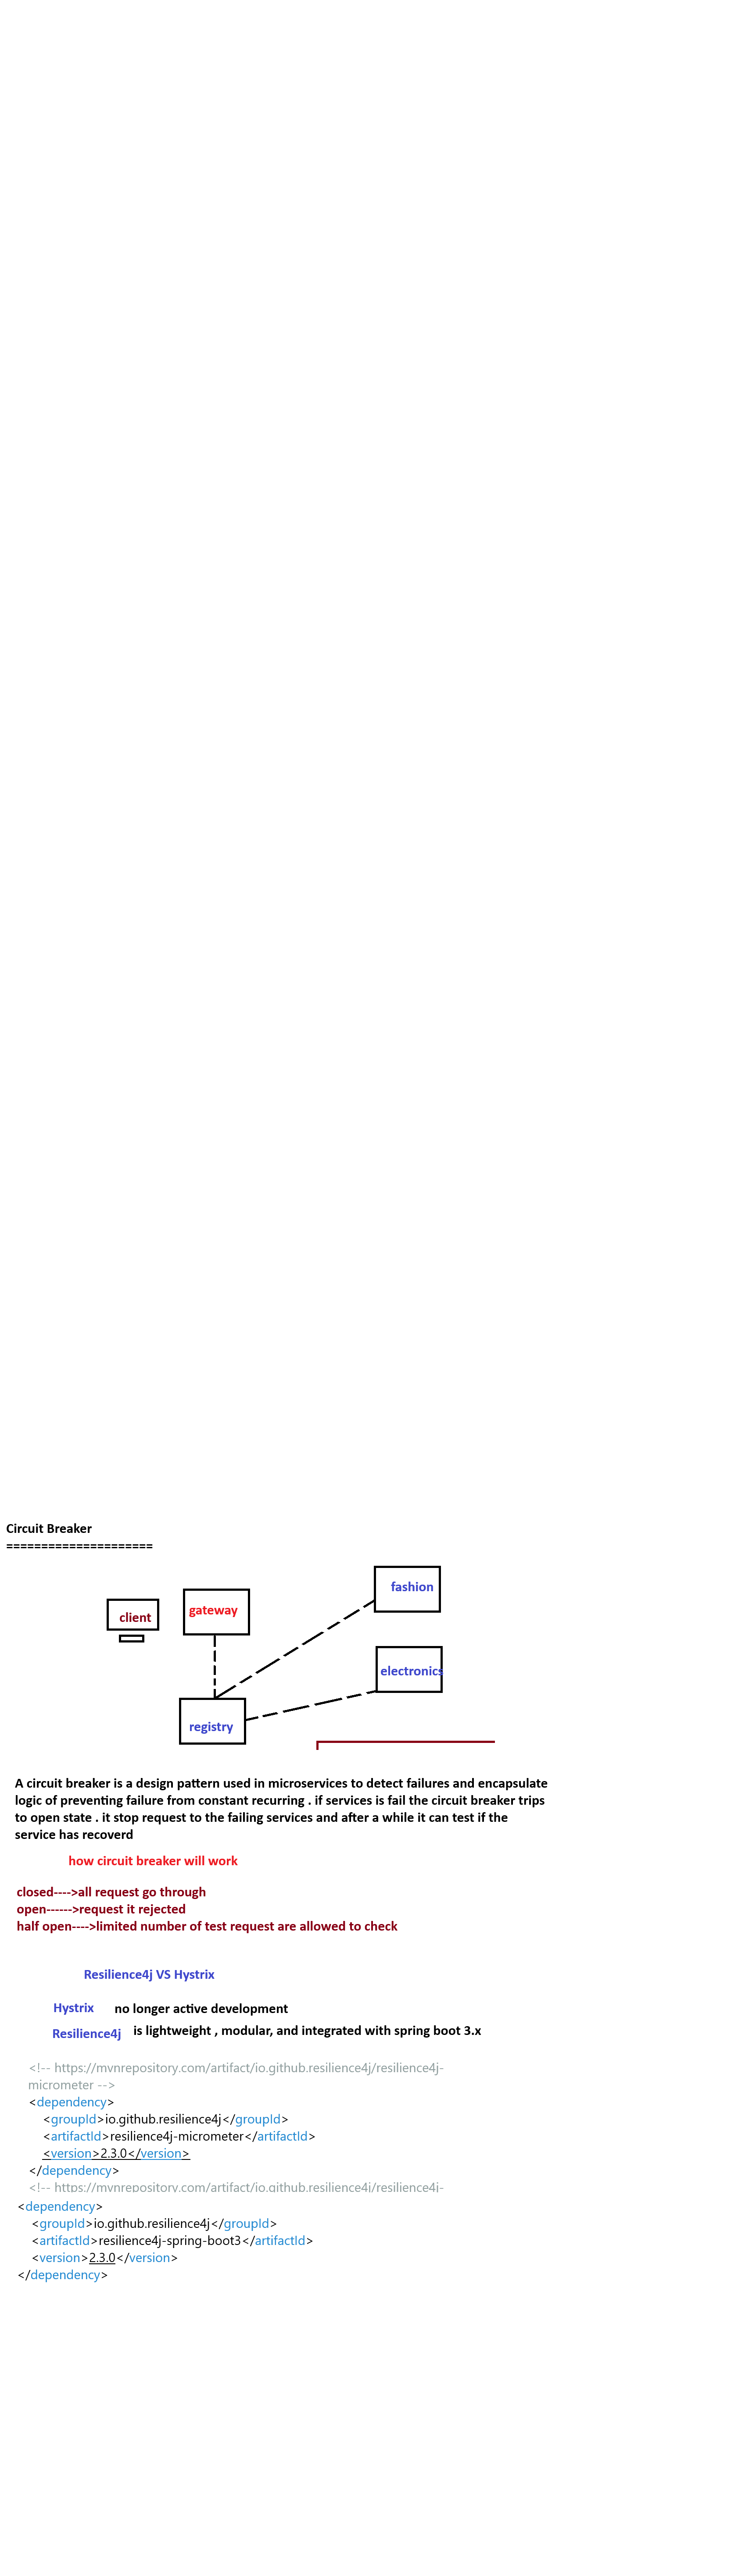 Circuit Breaker
=====================
fashion
client
gateway
electronics
registry
A circuit breaker is a design pattern used in microservices to detect failures and encapsulate
logic of preventing failure from constant recurring . if services is fail the circuit breaker trips
to open state . it stop request to the failing services and after a while it can test if the
service has recoverd
how circuit breaker will work
closed---->all request go through
open------>request it rejected
half open---->limited number of test request are allowed to check
Resilience4j VS Hystrix
Hystrix no longer active development
Resilience4j is lightweight , modular, and integrated with spring boot 3.x
<!-- https://mvnrepository.com/artifact/io.github.resilience4j/resilience4j-
micrometer -->
<dependency>
<groupId>io.github.resilience4j</groupId>
<artifactId>resilience4j-micrometer</artifactId>
<version>2.3.0</version>
</dependency>
<!-- https://mvnrepository.com/artifact/io.github.resilience4j/resilience4j-
<dependency>
<groupId>io.github.resilience4j</groupId>
<artifactId>resilience4j-spring-boot3</artifactId>
<version>2.3.0</version>
</dependency>